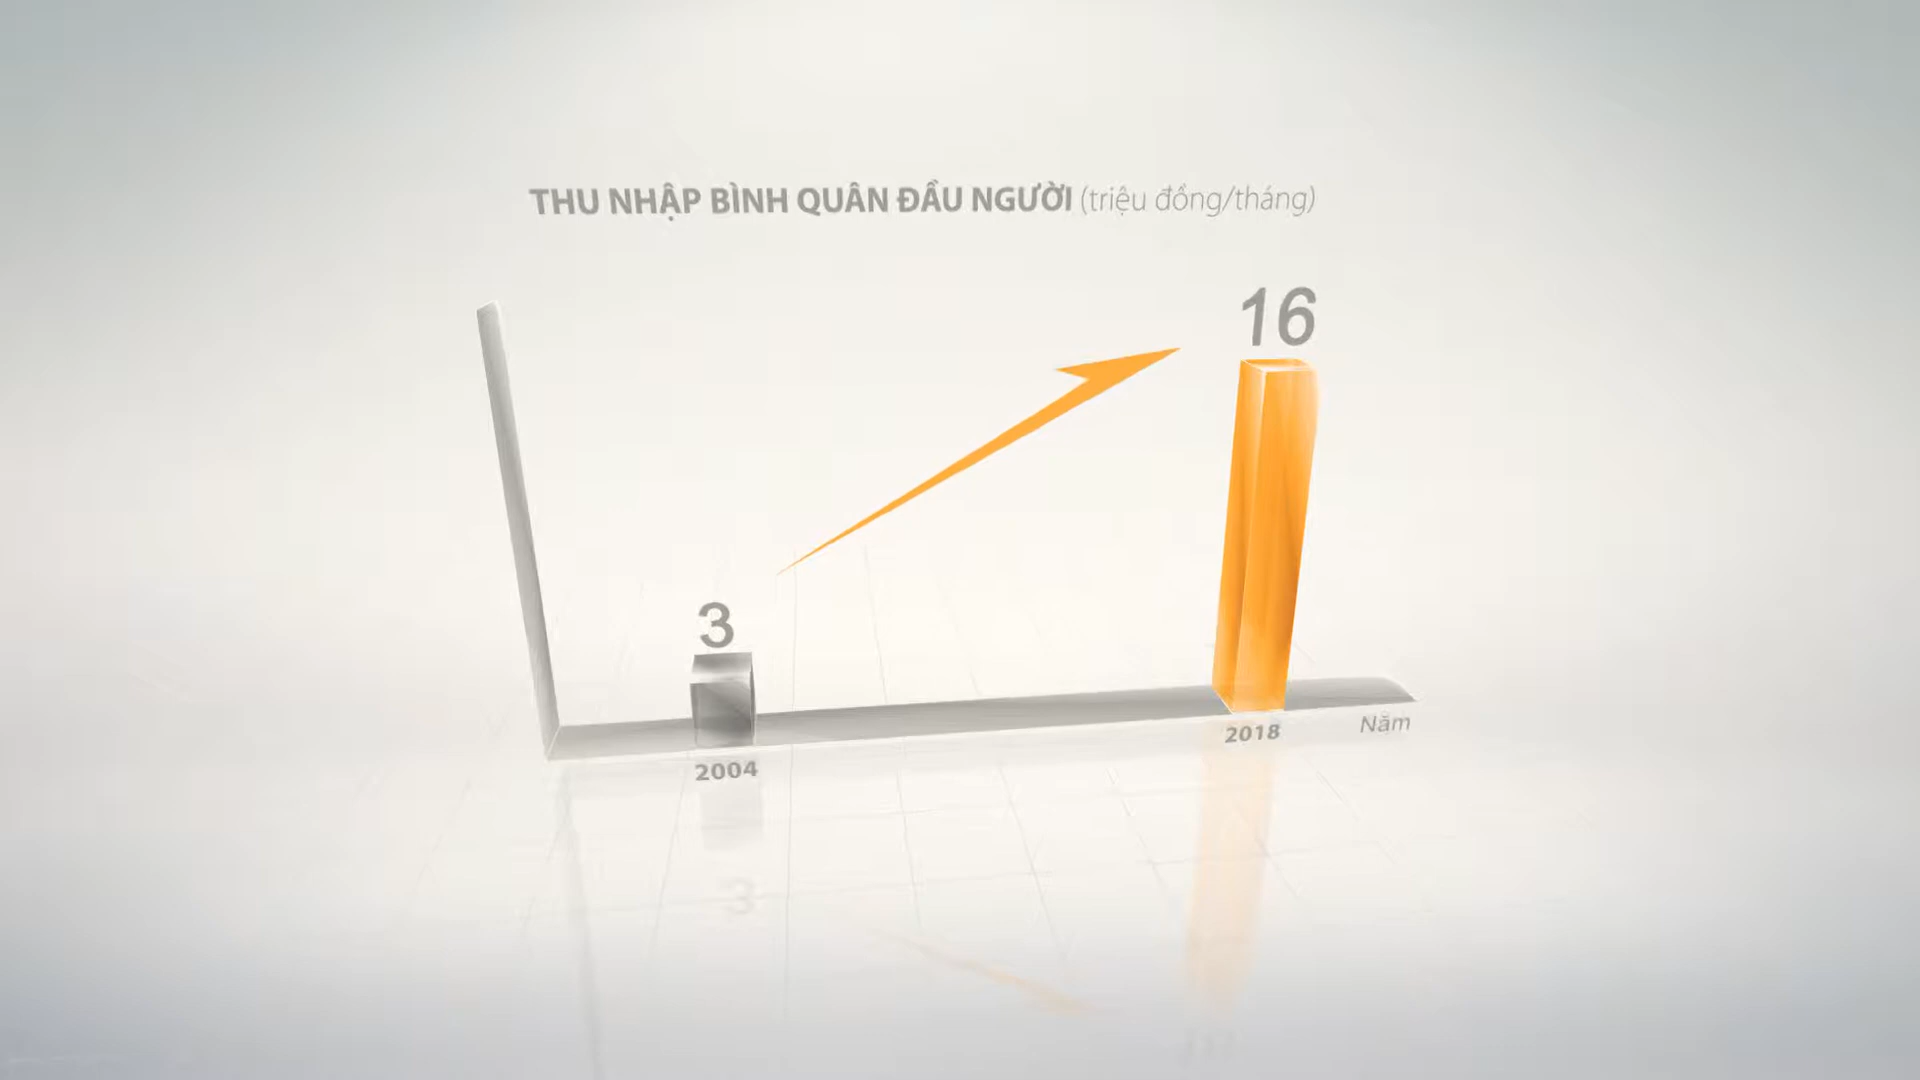 THU NHẬP BÌNH QUÂN ĐẦU NGƯỜI (triệu đồng/tháng)
16
3
2018
Năm
2004